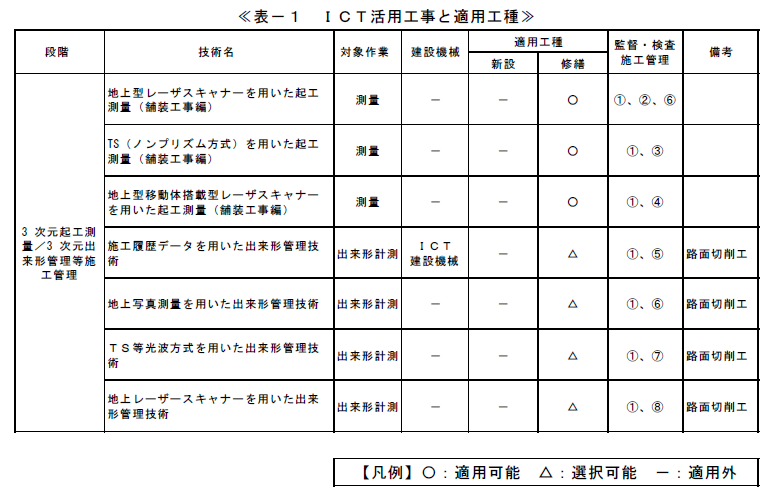 ≪表－１　ＩＣＴ活用工事と適用工種≫
段階 技術名 対象作業 建設機械 適用工種 監督・検査 備考
新設 修繕 施工管理
地上型レーザスキャナーを用いた起工 測量 － － 〇 ①、②、⑥
測量（舗装工事編）
TS（ノンプリズム方式）を用いた起工 測量 － － 〇 ①、③
測量（舗装工事編）
地上型移動体搭載型レーザスキャナー 測量 － － 〇 ①、④
を用いた起工測量（舗装工事編）
3 次元起工測
量／3 次元出
来形管理等施
工管理
施工履歴データを用いた出来形管理技 出来形計測 ＩＣＴ － △ ①、⑤ 路面切削工
術 建設機械
地上写真測量を用いた出来形管理技術 出来形計測 － － △ ①、⑥ 路面切削工
ＴＳ等光波方式を用いた出来形管理技 出来形計測 － － △ ①、⑦ 路面切削工
術
地上レーザースキャナーを用いた出来 出来形計測 － － △ ①、⑧ 路面切削工
形管理技術
【凡例】〇：適用可能　△：選択可能　－：適用外